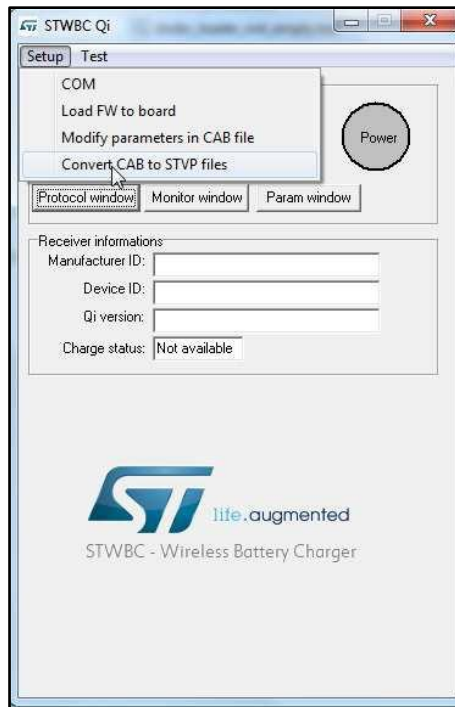 STWBC Qi
Setup Test
COM
Load FW to board
Modify parameters in CAB file
Convert CAB to STVP files
Power
Protocol window Monitor window Param window
Receiver informations
Manufacturer ID:
Device ID:
Qi version:
Charge status: Not available
ST life.augmented
STWBC - Wireless Battery Charger